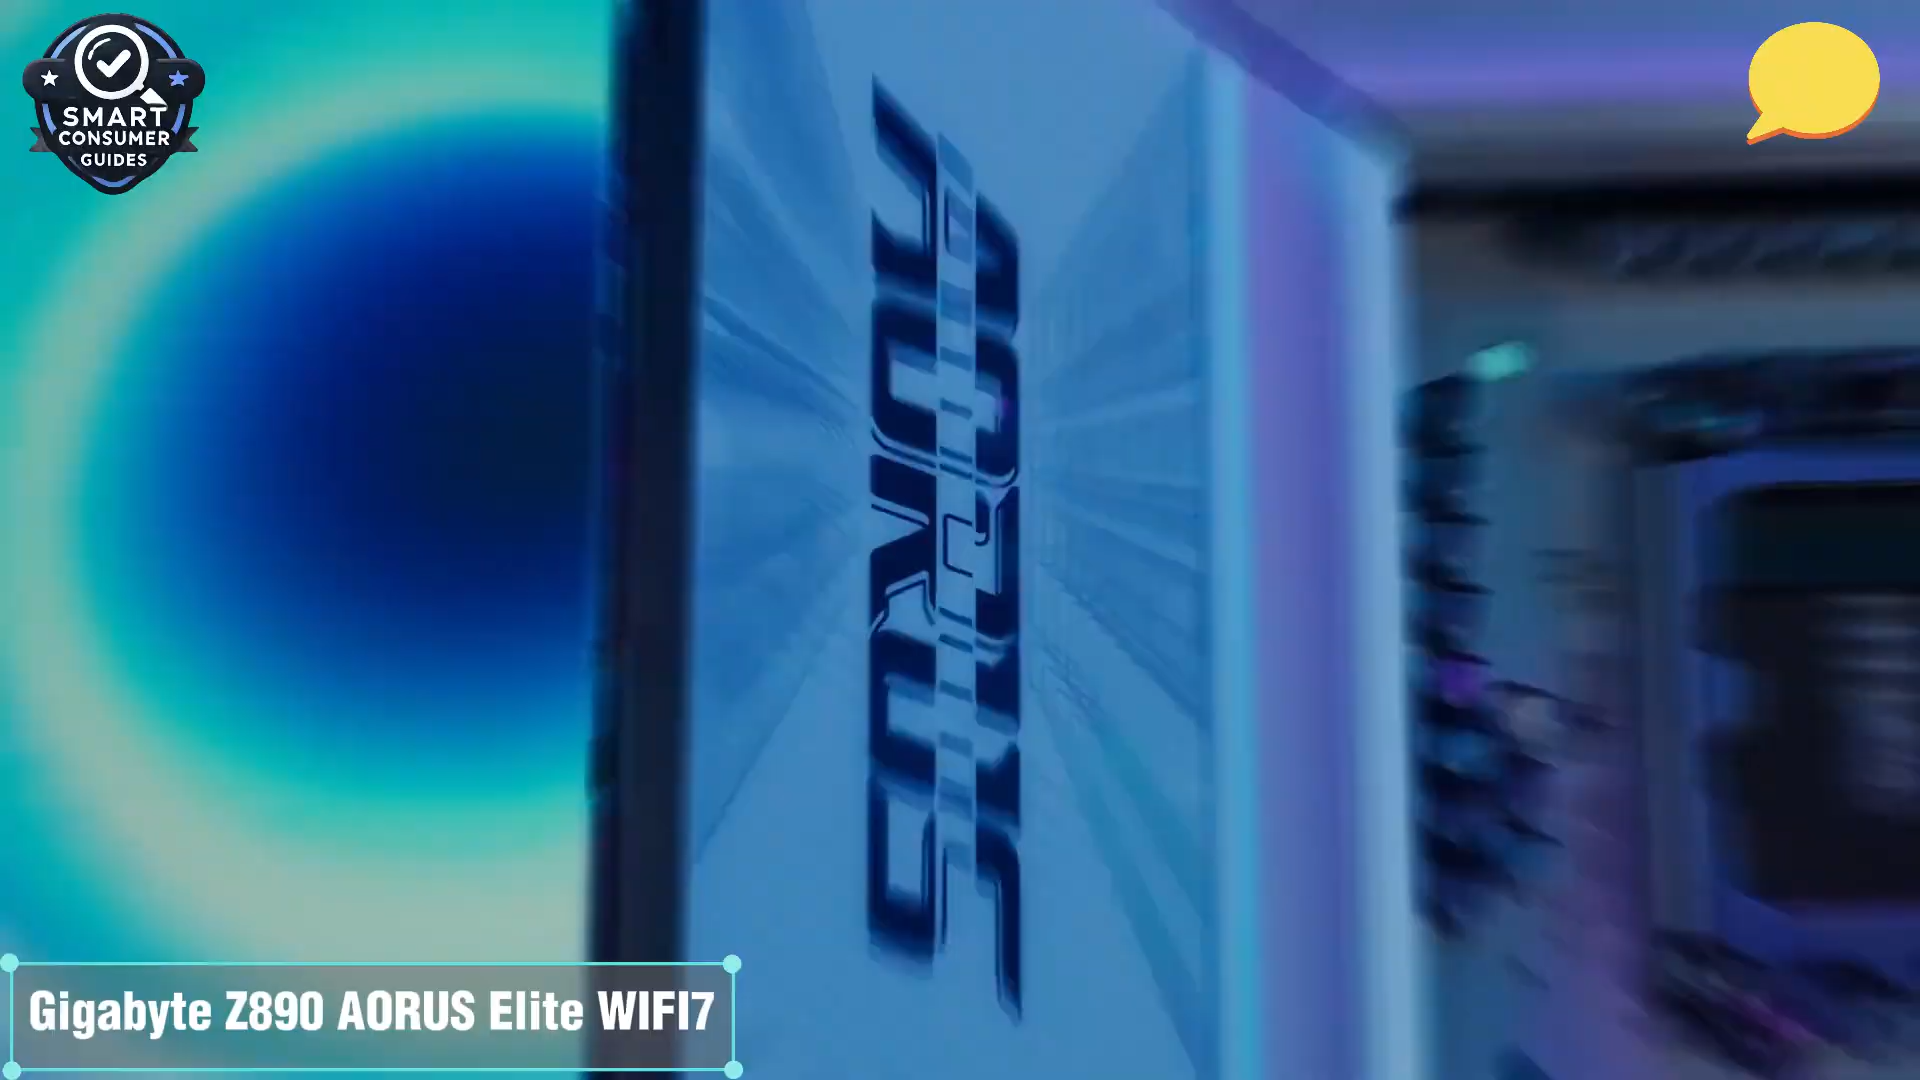 SMART
CONSUMER
GUIDES
AORUS
Gigabyte Z890 AORUS Elite WIFI7